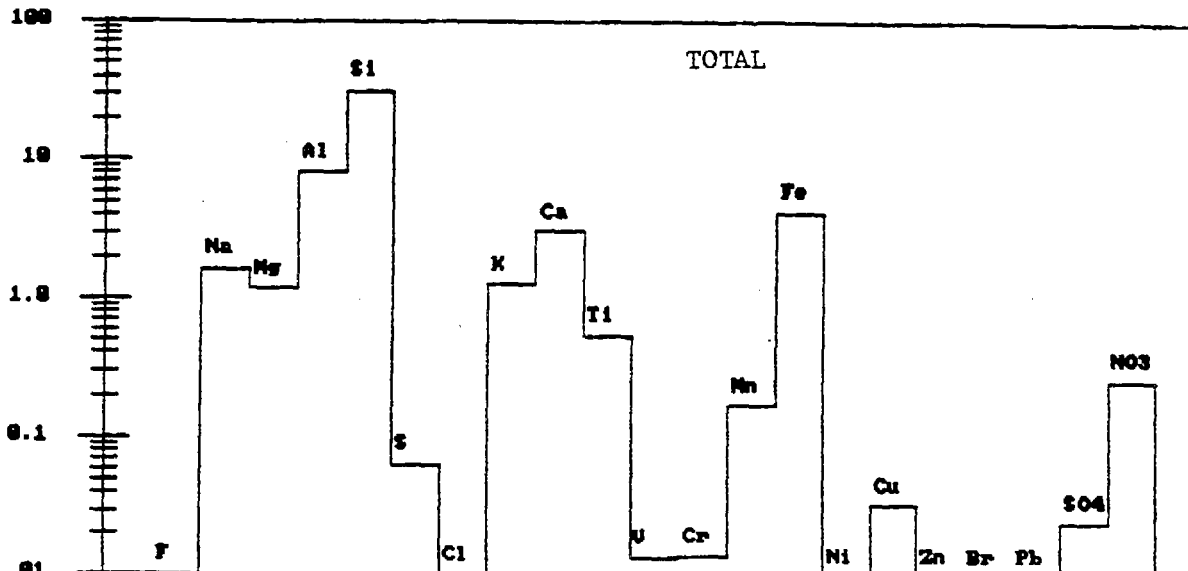 100
TOTAL
Si
10
Al
Fe
Ca
Na
Mg
K
1.0
Ti
NO3
Mn
0.1
S
Cu
SO4
F
Cl
V
Cr
Ni
Zn
Br
Pb
01